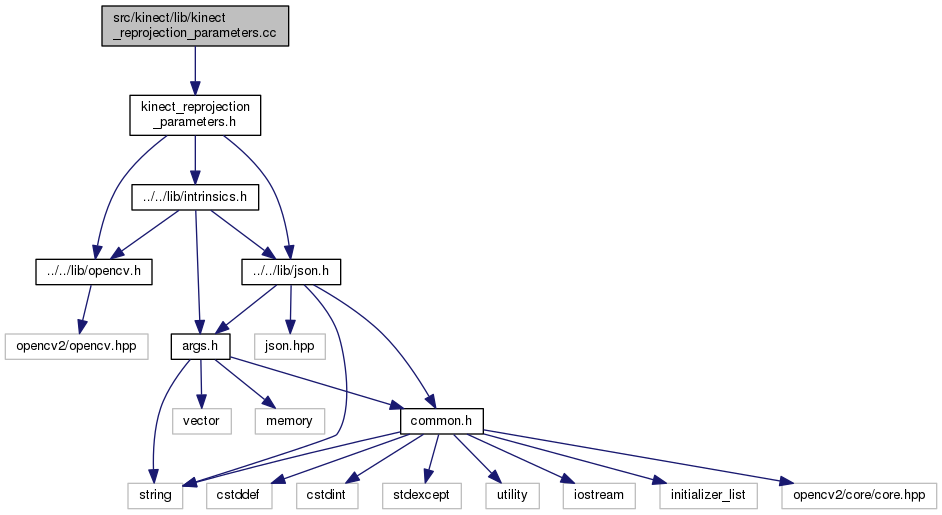 src/kinect/lib/kinect
_reprojection_parameters.cc
kinect_reprojection
_parameters.h
../../lib/intrinsics.h
../../lib/opencv.h
../../lib/json.h
opencv2/opencv.hpp
args.h
json.hpp
vector
memory
common.h
string
cstddef
cstdint
stdexcept
utility
iostream
initializer_list
opencv2/core/core.hpp